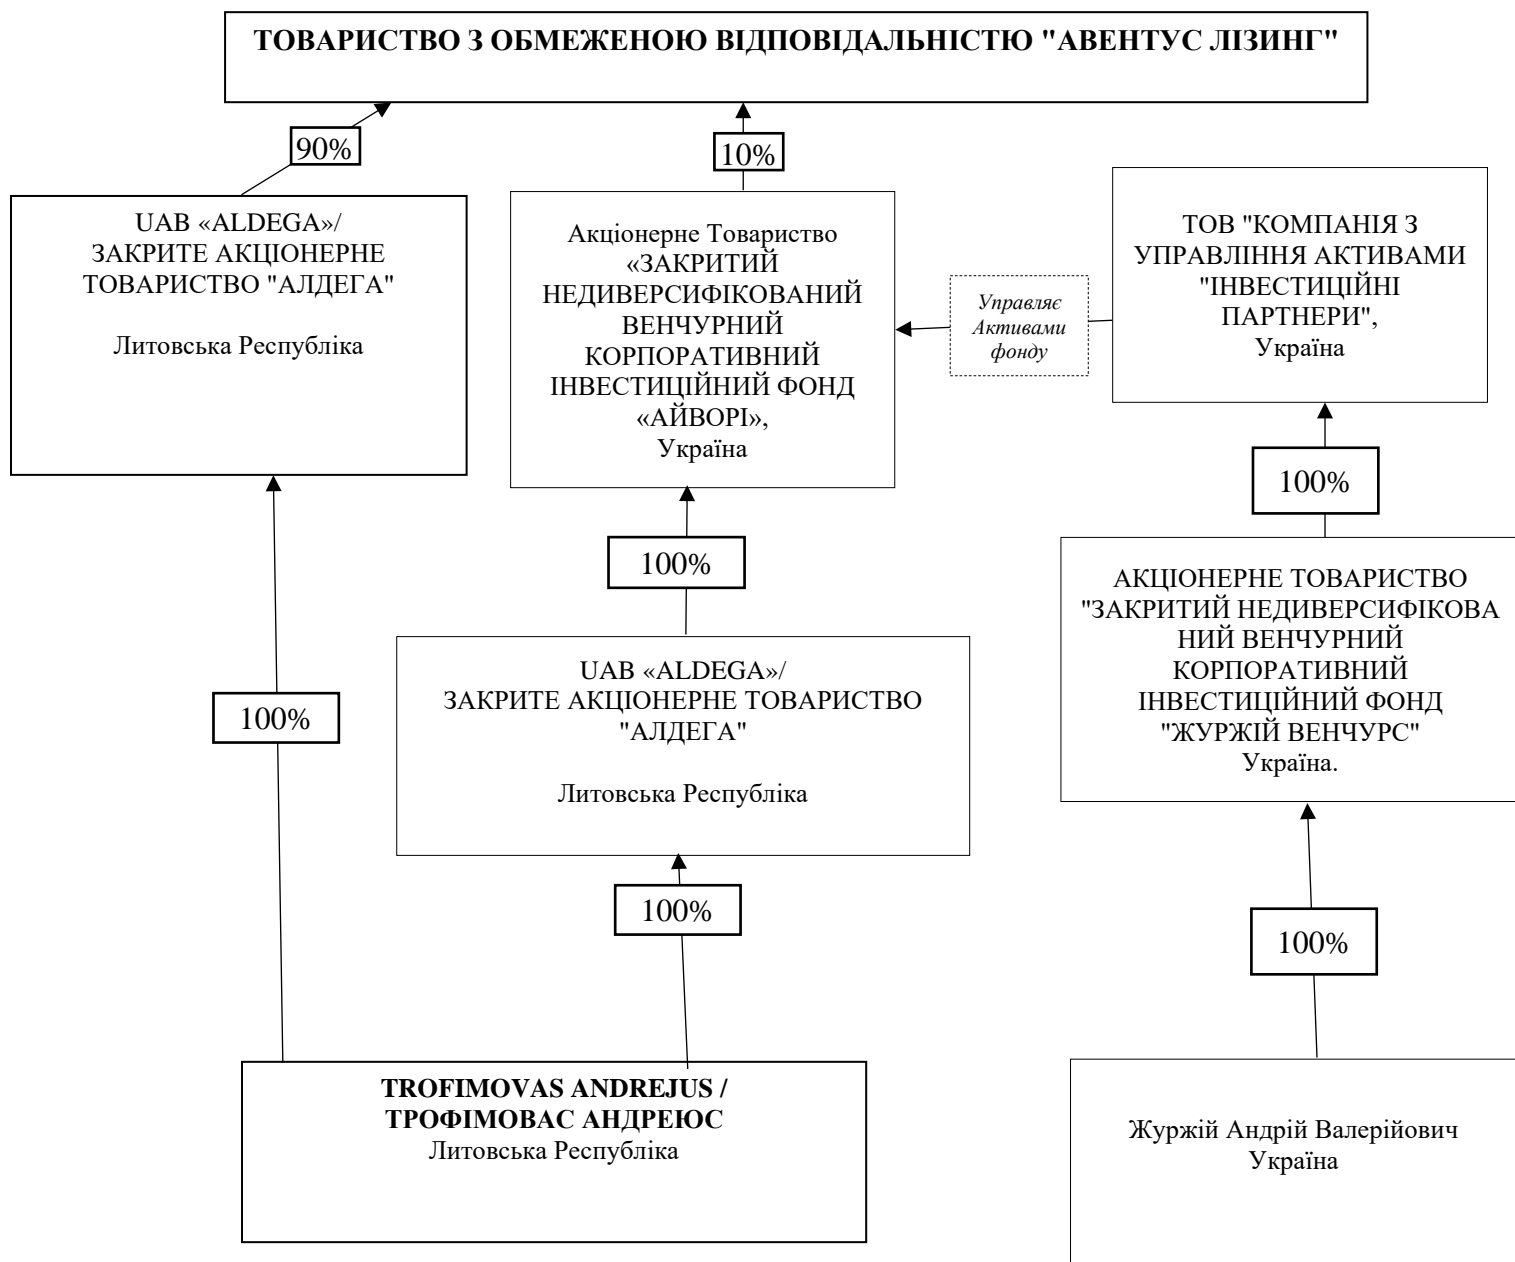 ТОВАРИСТВО З ОБМЕЖЕНОЮ ВІДПОВІДАЛЬНІСТЮ "АВЕНТУС ЛІЗИНГ"
90%
10%
UAB «ALDEGA»/
ЗАКРИТЕ АКЦІОНЕРНЕ
ТОВАРИСТВО "АЛДЕГА"
Литовська Республіка
Акціонерне Товариство
«ЗАКРИТИЙ
НЕДИВЕРСИФІКОВАНИЙ
ВЕНЧУРНИЙ
КОРПОРАТИВНИЙ
ІНВЕСТИЦІЙНИЙ ФОНД
«АЙВОРІ»,
Україна
Управляє
Активами
фонду
ТОВ "КОМПАНІЯ З
УПРАВЛІННЯ АКТИВАМИ
"ІНВЕСТИЦІЙНІ
ПАРТНЕРИ",
Україна
100%
100%
АКЦІОНЕРНЕ ТОВАРИСТВО
"ЗАКРИТИЙ НЕДИВЕРСИФІКОВА
НИЙ ВЕНЧУРНИЙ
КОРПОРАТИВНИЙ
ІНВЕСТИЦІЙНИЙ ФОНД
"ЖУРЖІЙ ВЕНЧУРС"
Україна.
UAB «ALDEGA»/
ЗАКРИТЕ АКЦІОНЕРНЕ ТОВАРИСТВО
"АЛДЕГА"
Литовська Республіка
100%
100%
100%
TROFIMOVAS ANDREJUS /
ТРОФІМОВАС АНДРЕЮС
Литовська Республіка
Журжій Андрій Валерійович
Україна